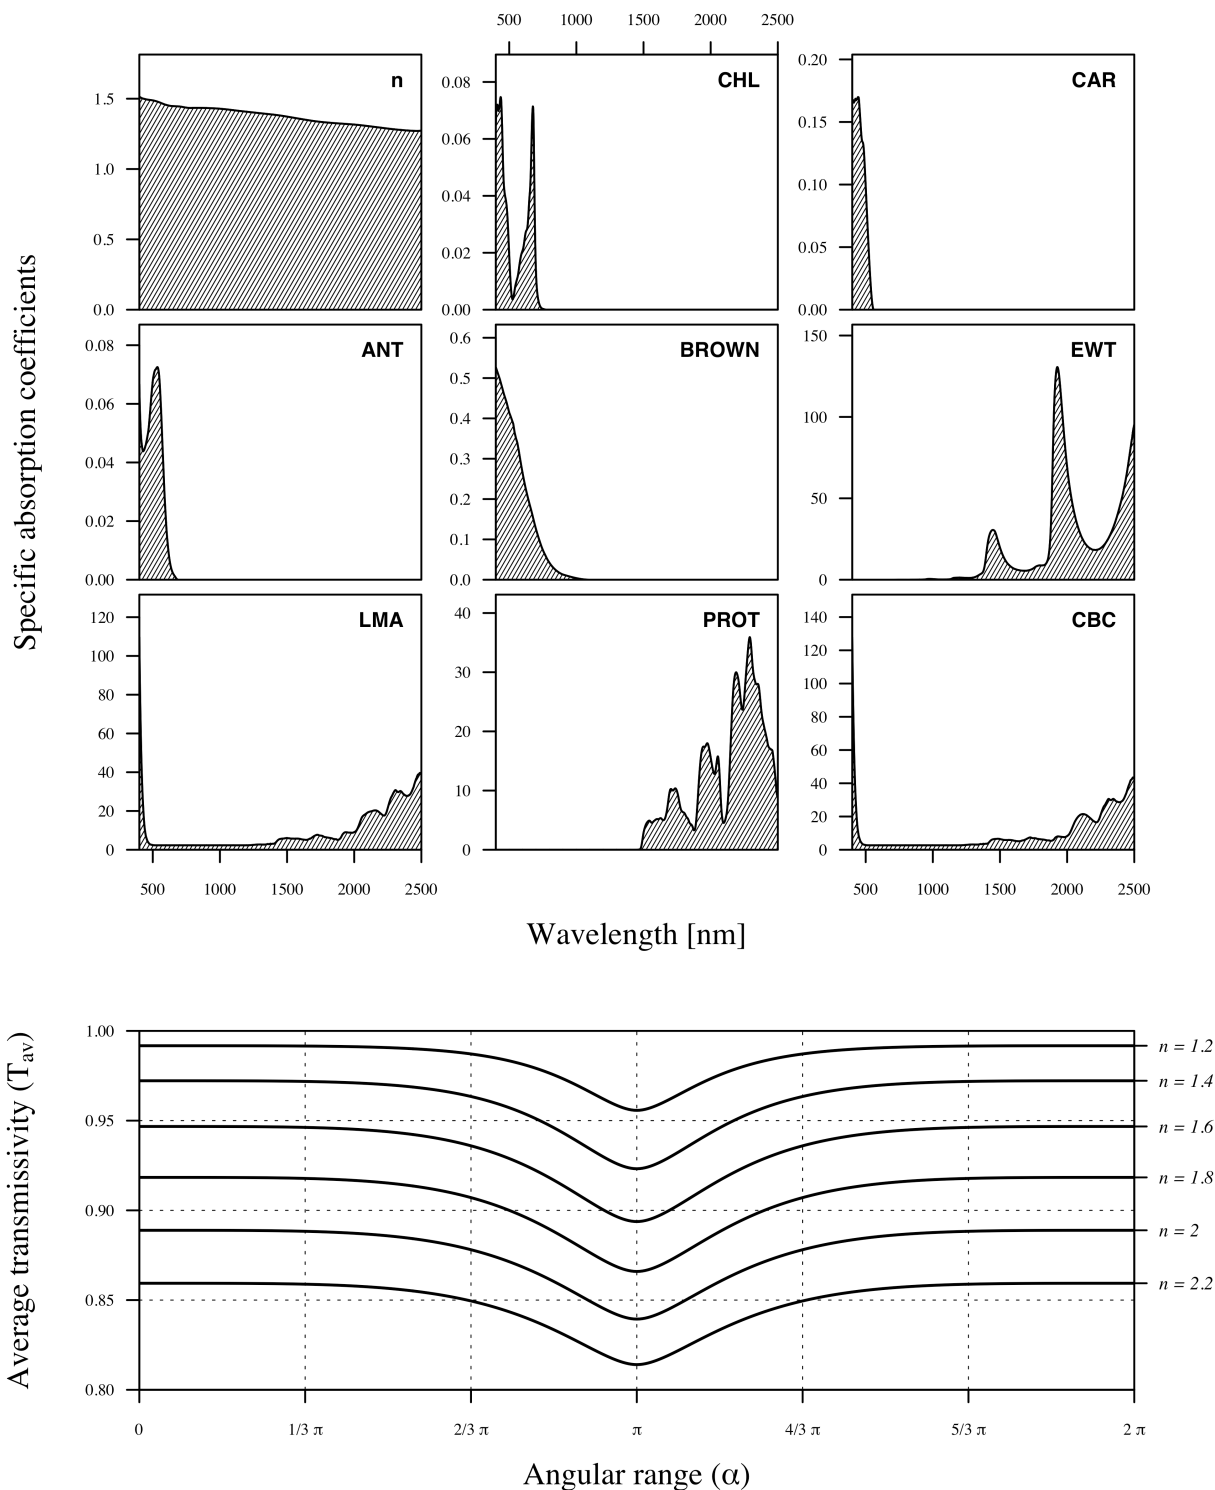 500 1000 1500 2000 2500
n
1.5
1.0
0.5
0.0
CHL
0.08
0.06
0.04
0.02
0.00
CAR
0.20
0.15
0.10
0.05
0.00
Specific absorption coefficients
ANT
0.08
0.06
0.04
0.02
0.00
BROWN
0.6
0.5
0.4
0.3
0.2
0.1
0.0
EWT
150
100
50
0
LMA
120
100
80
60
40
20
0
500 1000 1500 2000 2500
PROT
40
30
20
10
0
CBC
140
120
100
80
60
40
20
0
500 1000 1500 2000 2500
Wavelength [nm]
Average transmissivity (Tav)
1.00
0.95
0.90
0.85
0.80
n = 1.2
n = 1.4
n = 1.6
n = 1.8
n = 2
n = 2.2
0 1/3 π 2/3 π π 4/3 π 5/3 π 2 π
Angular range (α)